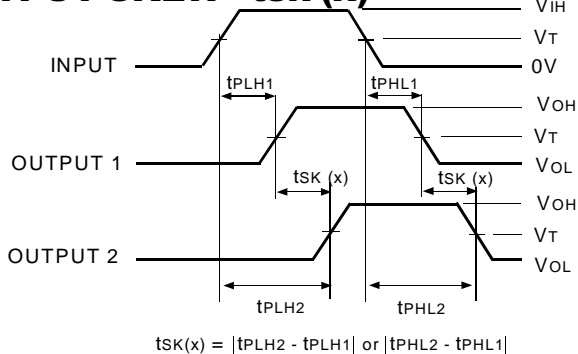 tSK (x)
VIH
VT
INPUT
0V
tPLH1
tPHL1
VOH
VT
OUTPUT 1
VOL
tSK (x)
tSK (x)
VOH
VT
OUTPUT 2
VOL
tPLH2
tPHL2
tSK(x) = |tPLH2 - tPLH1| or |tPHL2 - tPHL1|